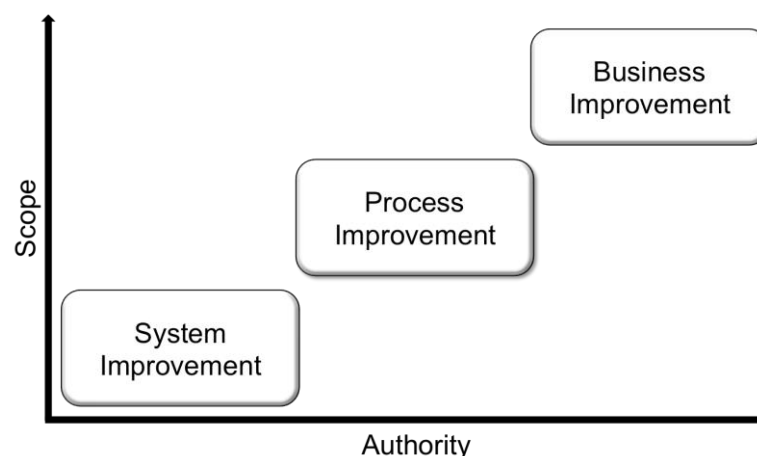 Business
Improvement
Process
Improvement
System
Improvement
Scope
Authority